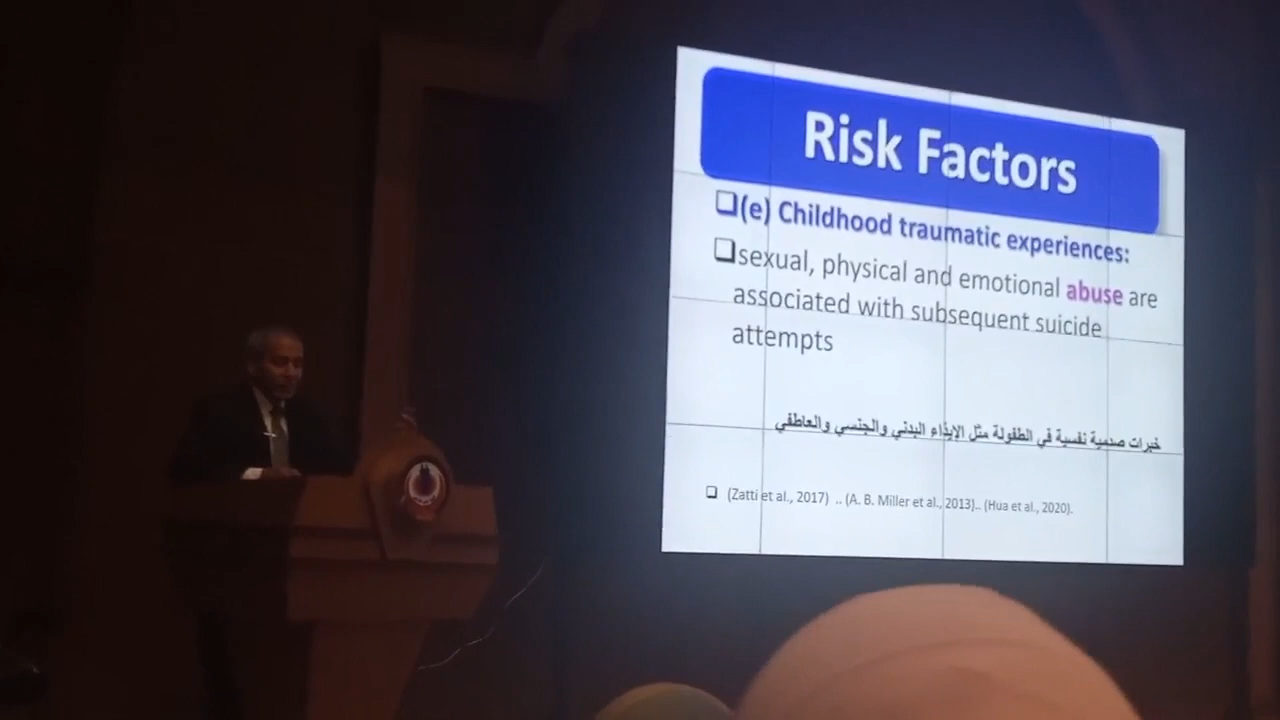 Risk Factors
(e) Childhood traumatic experiences:
sexual, physical and emotional abuse are
associated with subsequent suicide
attempts
خبرات صدمية نفسية في الطفولة مثل الإيذاء البدني والجنسي والعاطفي
(Zatti et al., 2017) .. (A. B. Miller et al., 2013).. (Hua et al., 2020).